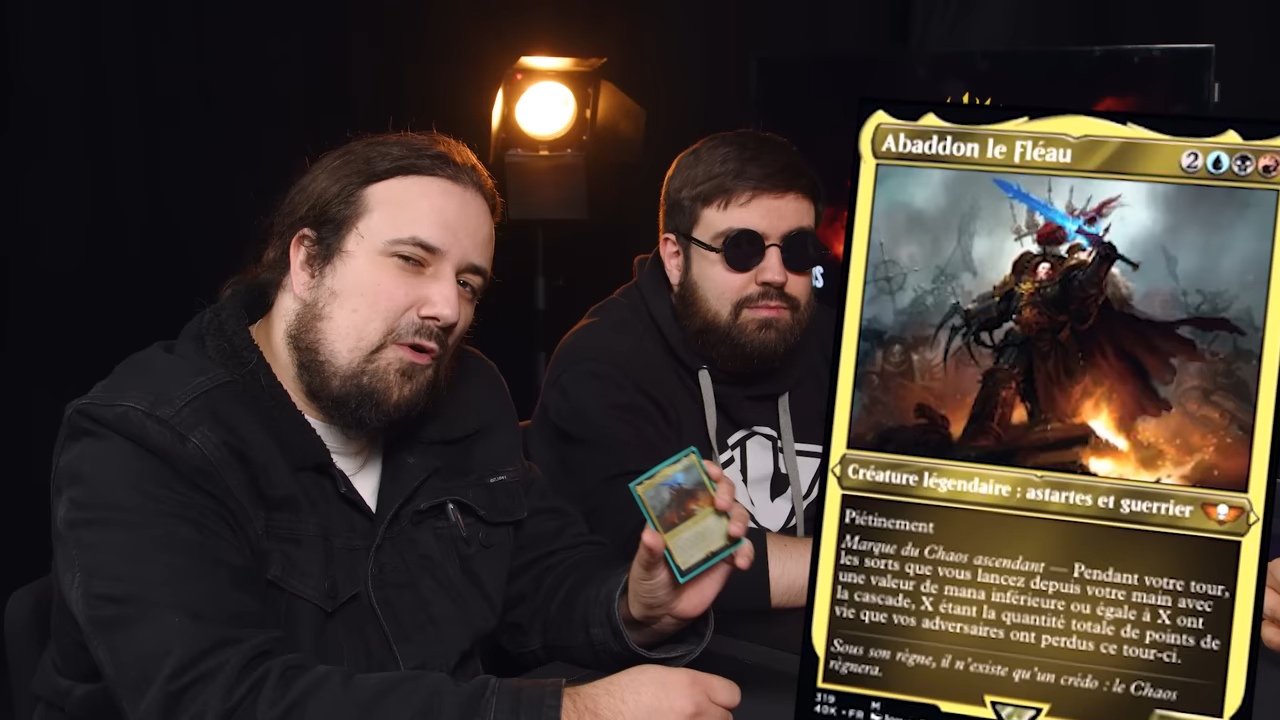 Abaddon le Fléau
2
Créature légendaire : astartes et guerrier
Piétinement
Marque du Chaos ascendant — Pendant votre tour,
les sorts que vous lancez depuis votre main avec
une valeur de mana inférieure ou égale à X ont
la cascade, X étant la quantité totale de points de
vie que vos adversaires ont perdus ce tour-ci.
Sous son règne, il n'existe qu'un crédo : le Chaos
règnera.
319 M
40K • FR